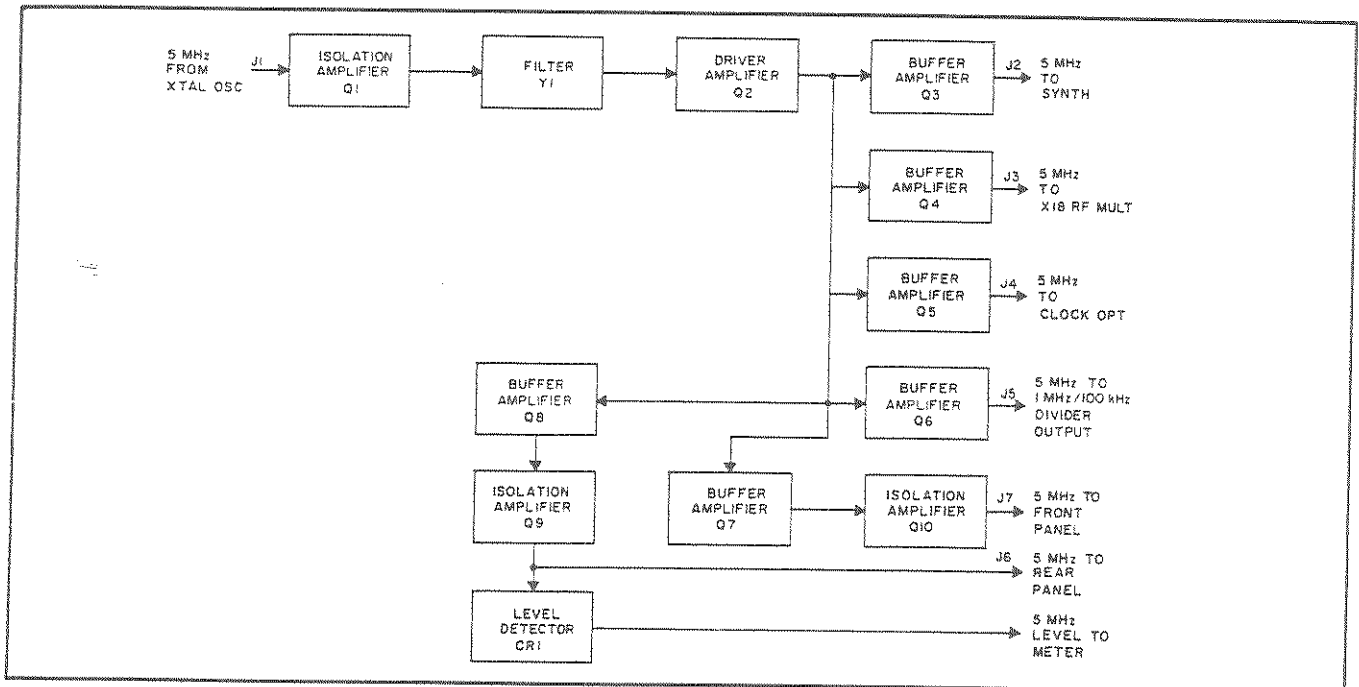 5 MHz
FROM
XTAL OSC
J1
ISOLATION
AMPLIFIER
Q1
FILTER
Y1
DRIVER
AMPLIFIER
Q2
BUFFER
AMPLIFIER
Q3
J2
5 MHz
TO
SYNTH
BUFFER
AMPLIFIER
Q4
J3
5 MHz
TO
X18 RF MULT
BUFFER
AMPLIFIER
Q5
J4
5 MHz
TO
CLOCK OPT
BUFFER
AMPLIFIER
Q8
BUFFER
AMPLIFIER
Q6
J5
5 MHz TO
1 MHz/100 kHz
DIVIDER
OUTPUT
ISOLATION
AMPLIFIER
Q9
BUFFER
AMPLIFIER
Q7
ISOLATION
AMPLIFIER
Q10
J7
5 MHz TO
FRONT
PANEL
J6
5 MHz TO
REAR
PANEL
LEVEL
DETECTOR
CR1
5 MHz
LEVEL TO
METER